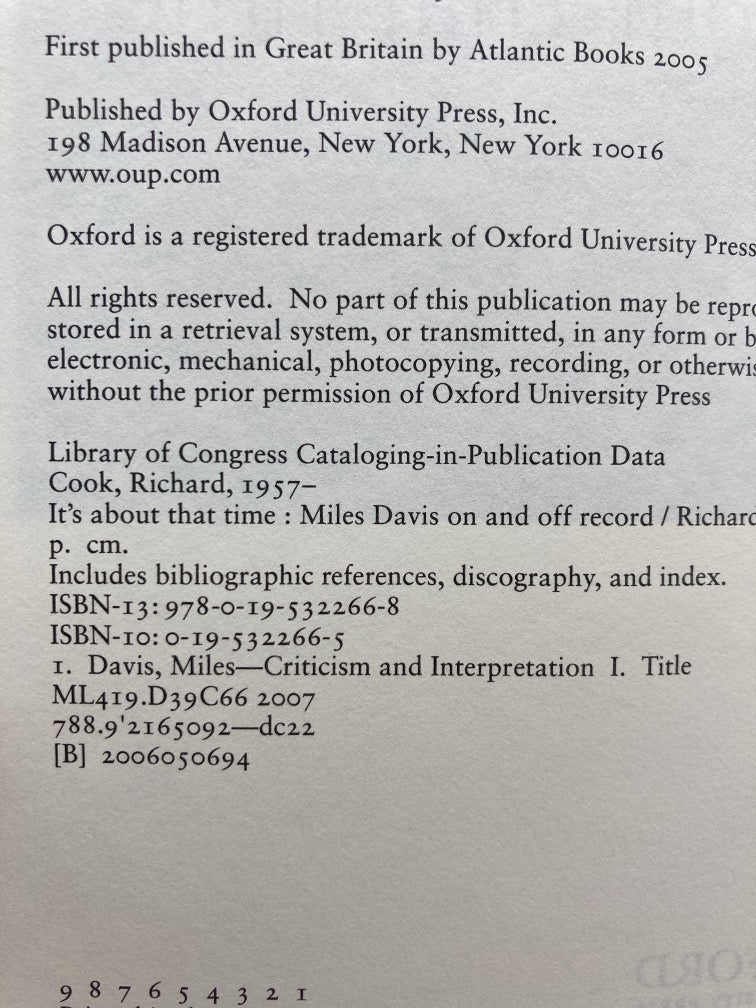 First published in Great Britain by Atlantic Books 2005
Published by Oxford University Press, Inc.
198 Madison Avenue, New York, New York 10016
www.oup.com
Oxford is a registered trademark of Oxford University Press
All rights reserved. No part of this publication may be repro
stored in a retrieval system, or transmitted, in any form or b
electronic, mechanical, photocopying, recording, or otherwis
without the prior permission of Oxford University Press
Library of Congress Cataloging-in-Publication Data
Cook, Richard, 1957–
It's about that time : Miles Davis on and off record / Richard
p. cm.
Includes bibliographic references, discography, and index.
ISBN-13: 978-0-19-532266-8
ISBN-10: 0-19-532266-5
1. Davis, Miles—Criticism and Interpretation I. Title
ML419.D39C66 2007
788.9'2165092—dc22
[B] 2006050694
9 8 7 6 5 4 3 2 1